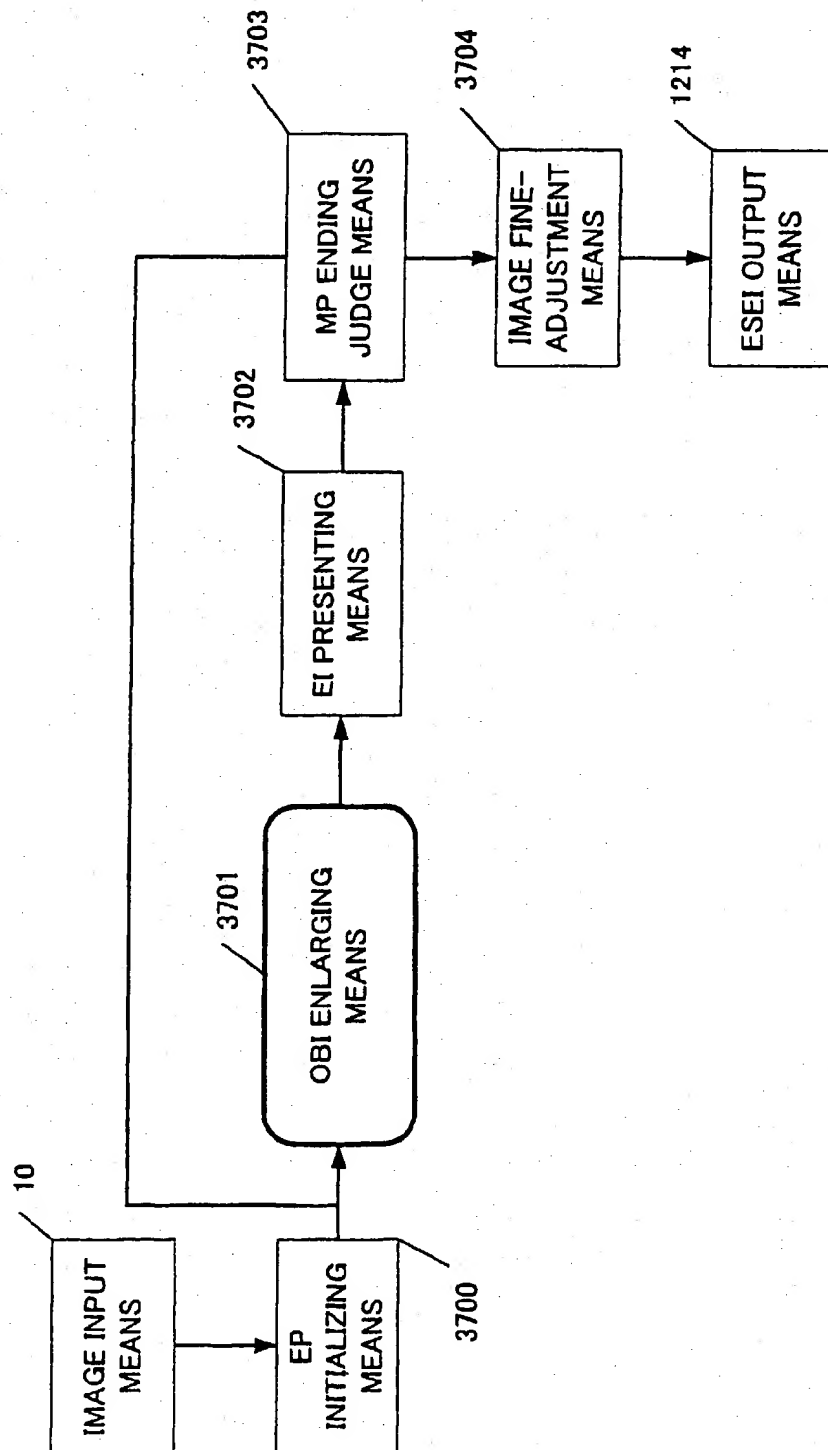 10
IMAGE INPUT
MEANS
EP
INITIALIZING
MEANS
3700
3701
OBI ENLARGING
MEANS
3702
EI PRESENTING
MEANS
3703
MP ENDING
JUDGE MEANS
3704
IMAGE FINE-
ADJUSTMENT
MEANS
1214
ESEI OUTPUT
MEANS